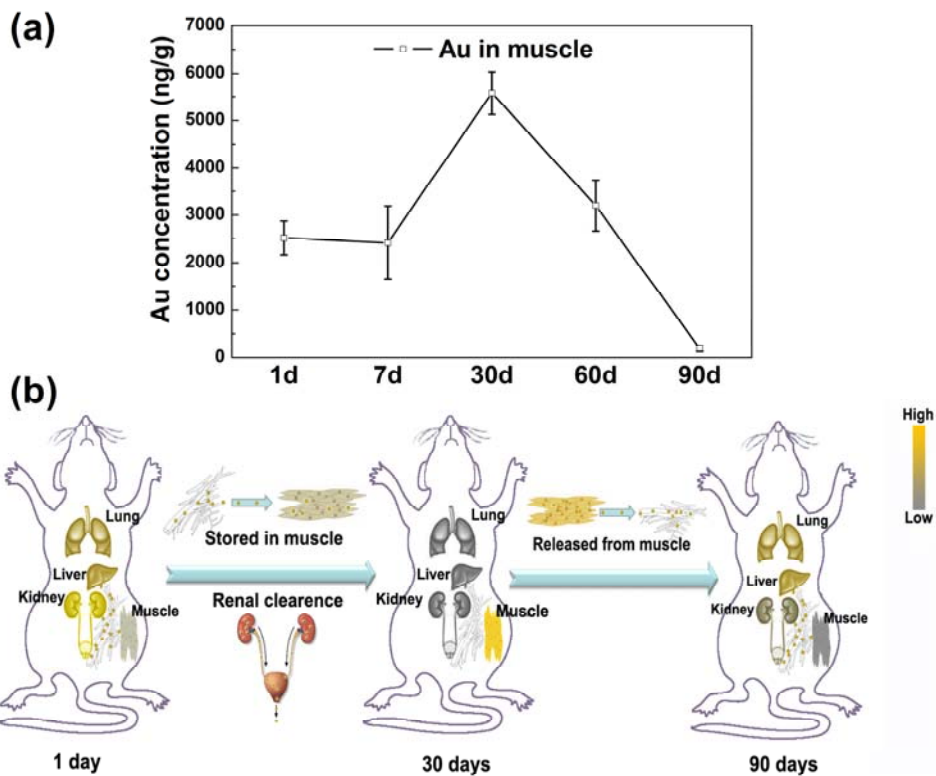 (a)
Au in muscle
Au concentration (ng/g)
7000
6000
5000
4000
3000
2000
1000
0
1d 7d 30d 60d 90d
(b)
High
Low
Lung
Liver
Kidney
Muscle
1 day
Stored in muscle
Renal clearence
Lung
Liver
Kidney
Muscle
30 days
Released from muscle
Lung
Liver
Kidney
Muscle
90 days